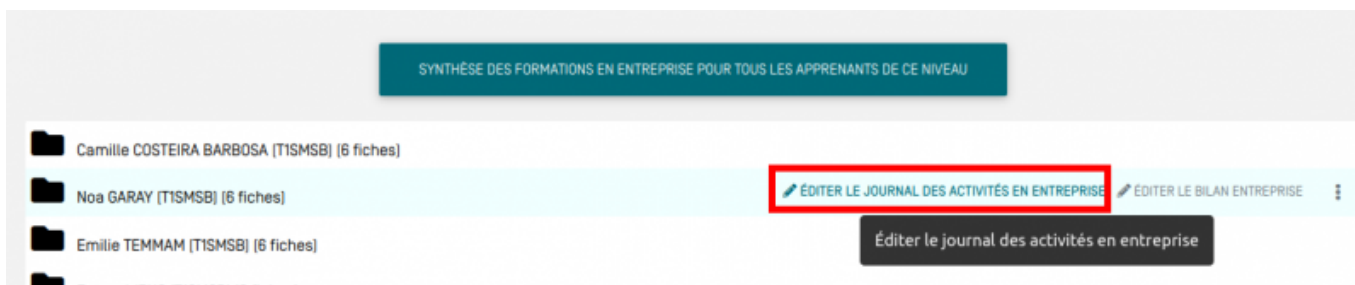 SYNTHÈSE DES FORMATIONS EN ENTREPRISE POUR TOUS LES APPRENANTS DE CE NIVEAU
Camille COSTEIRA BARBOSA (T1SMSB) (6 fiches)
Noa GARAY (T1SMSB) (6 fiches) ÉDITER LE JOURNAL DES ACTIVITÉS EN ENTREPRISE ÉDITER LE BILAN ENTREPRISE
Emilie TEMMAM (T1SMSB) (6 fiches) Éditer le journal des activités en entreprise